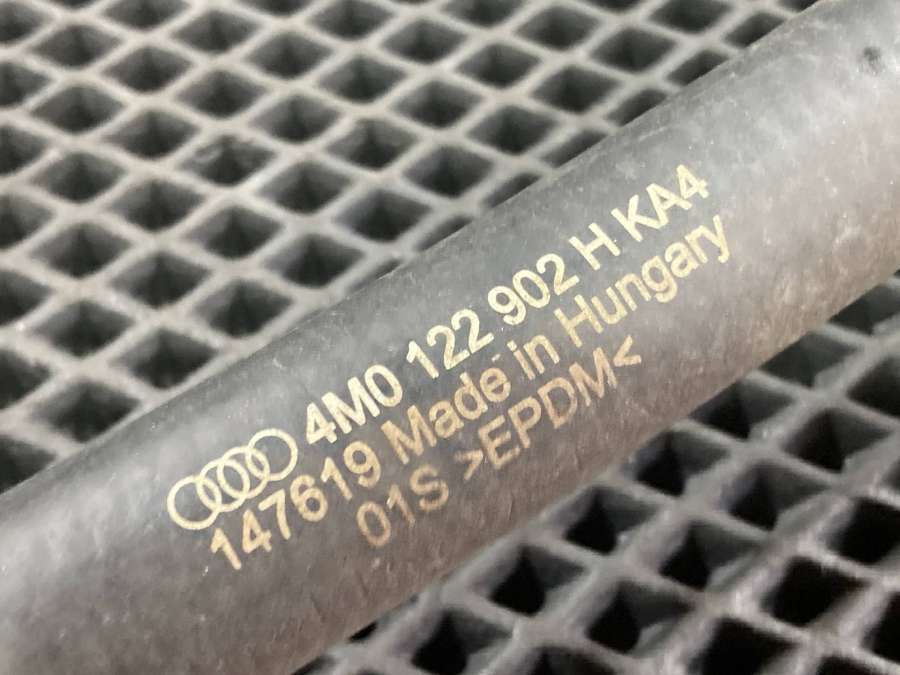 4M0 122 902 H KA4
147619 Made in Hungary
01S >EPDM<